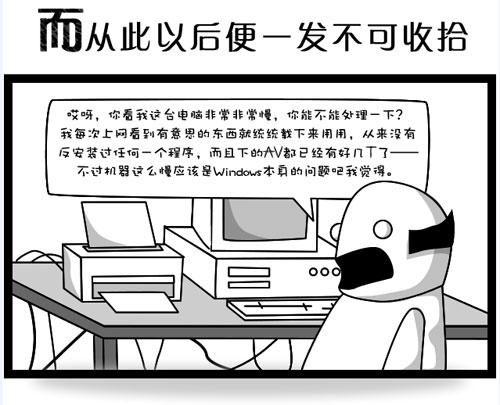 而从此以后便一发不可收拾
哎呀，你看我这台电脑非常非常慢，你能不能处理一下？
我每次上网看到有意思的东西就统统载下来用用，从来没有
反安装过任何一个程序，而且下的AV都已经有好几T了——
不过机器这么慢应该是Windows本身的问题吧我觉得。